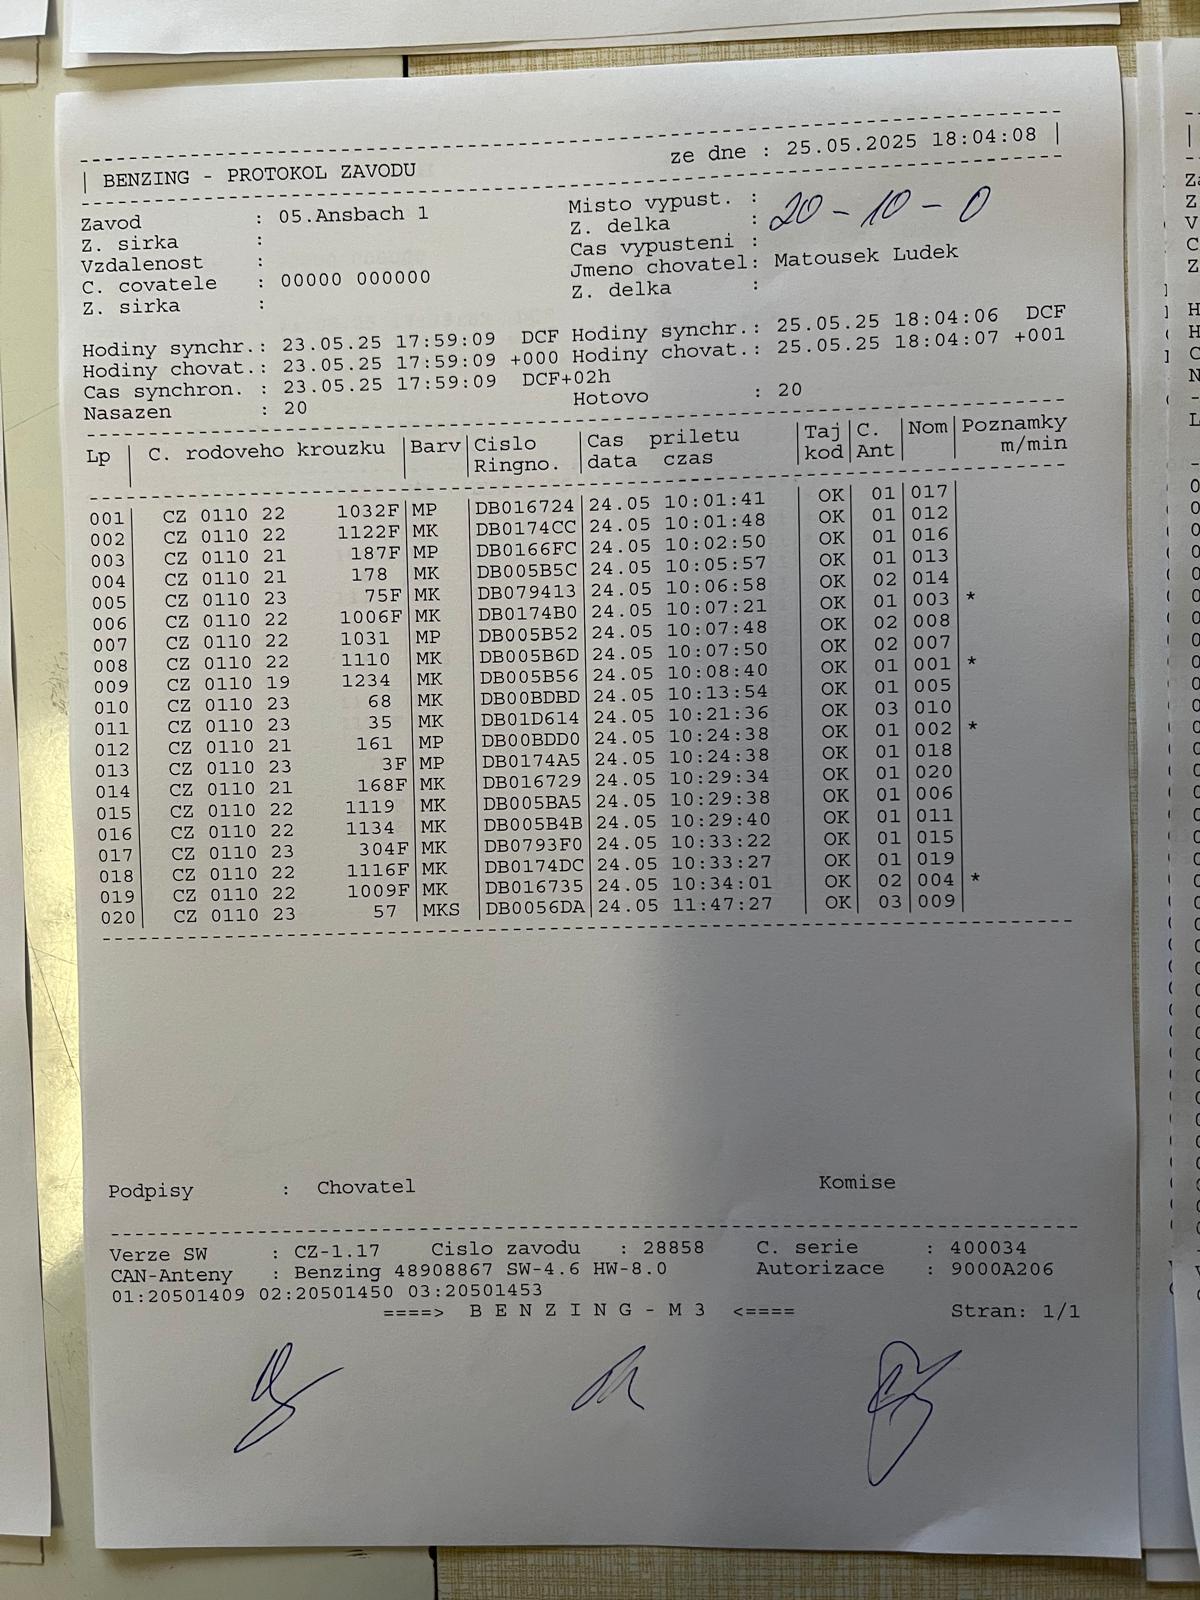 | BENZING - PROTOKOL ZAVODU ze dne : 25.05.2025 18:04:08 |
Zavod : 05.Ansbach 1 Misto vypust. :
Z. sirka : Z. delka : 20-10-0
Vzdalenost : Cas vypusteni :
C. covatele : 00000 000000 Jmeno chovatel: Matousek Ludek
Z. sirka : Z. delka :
Hodiny synchr.: 23.05.25 17:59:09 DCF Hodiny synchr.: 25.05.25 18:04:06 DCF
Hodiny chovat.: 23.05.25 17:59:09 +000 Hodiny chovat.: 25.05.25 18:04:07 +001
Cas synchron. : 23.05.25 17:59:09 DCF+02h
Nasazen : 20 Hotovo : 20
Lp | C. rodoveho krouzku | Barv | Cislo | Cas priletu | Taj | C. | Nom | Poznamky
Ringno. | data czas | kod | Ant | m/min
001 | CZ 0110 22 1032F | MP | DB016724 | 24.05 10:01:41 | OK | 01 | 017 |
002 | CZ 0110 22 1122F | MK | DB0174CC | 24.05 10:01:48 | OK | 01 | 012 |
003 | CZ 0110 21 187F | MP | DB0166FC | 24.05 10:02:50 | OK | 01 | 016 |
004 | CZ 0110 21 178 | MK | DB005B5C | 24.05 10:05:57 | OK | 01 | 013 |
005 | CZ 0110 23 75F | MK | DB079413 | 24.05 10:06:58 | OK | 02 | 014 |
006 | CZ 0110 22 1006F | MK | DB0174B0 | 24.05 10:07:21 | OK | 01 | 003 | *
007 | CZ 0110 22 1031 | MP | DB005B52 | 24.05 10:07:48 | OK | 02 | 008 |
008 | CZ 0110 22 1110 | MK | DB005B6D | 24.05 10:07:50 | OK | 02 | 007 |
009 | CZ 0110 19 1234 | MK | DB005B56 | 24.05 10:08:40 | OK | 01 | 001 | *
010 | CZ 0110 23 68 | MK | DB00BDBD | 24.05 10:13:54 | OK | 01 | 005 |
011 | CZ 0110 23 35 | MK | DB01D614 | 24.05 10:21:36 | OK | 03 | 010 |
012 | CZ 0110 21 161 | MP | DB00BDD0 | 24.05 10:24:38 | OK | 01 | 002 | *
013 | CZ 0110 23 3F | MP | DB0174A5 | 24.05 10:24:38 | OK | 01 | 018 |
014 | CZ 0110 21 168F | MK | DB016729 | 24.05 10:29:34 | OK | 01 | 020 |
015 | CZ 0110 22 1119 | MK | DB005BA5 | 24.05 10:29:38 | OK | 01 | 006 |
016 | CZ 0110 22 1134 | MK | DB005B4B | 24.05 10:29:40 | OK | 01 | 011 |
017 | CZ 0110 23 304F | MK | DB0793F0 | 24.05 10:33:22 | OK | 01 | 015 |
018 | CZ 0110 22 1116F | MK | DB0174DC | 24.05 10:33:27 | OK | 01 | 019 |
019 | CZ 0110 22 1009F | MK | DB016735 | 24.05 10:34:01 | OK | 02 | 004 | *
020 | CZ 0110 23 57 | MKS | DB0056DA | 24.05 11:47:27 | OK | 03 | 009 |
Podpisy : Chovatel Komise
Verze SW : CZ-1.17 Cislo zavodu : 28858 C. serie : 400034
CAN-Anteny : Benzing 48908867 SW-4.6 HW-8.0 Autorizace : 9000A206
01:20501409 02:20501450 03:20501453
====> B E N Z I N G - M 3 <==== Stran: 1/1